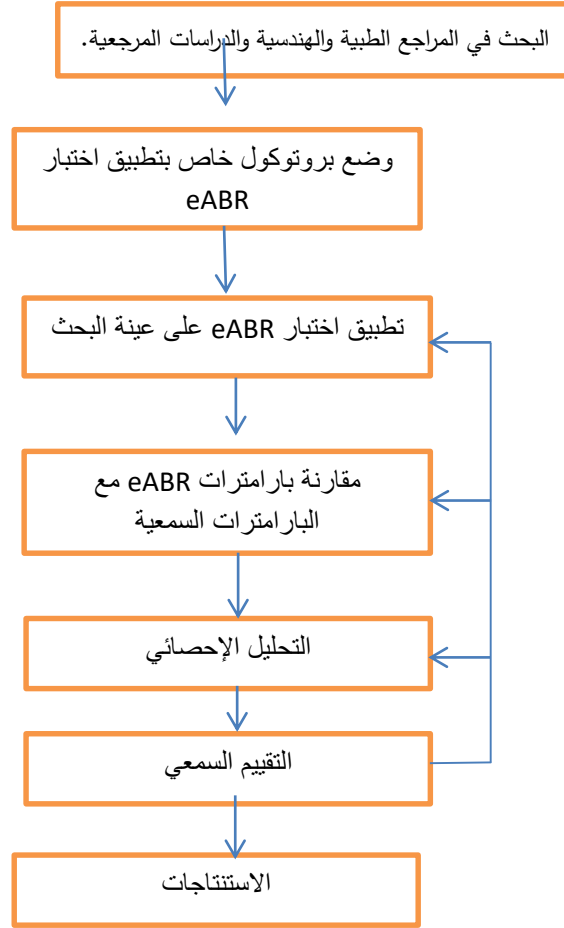 البحث في المراجع الطبية والهندسية والدراسات المرجعية.
وضع بروتوكول خاص بتطبيق اختبار
eABR
تطبيق اختبار eABR على عينة البحث
مقارنة بارامترات eABR مع
البارامترات السمعية
التحليل الإحصائي
التقييم السمعي
الاستنتاجات